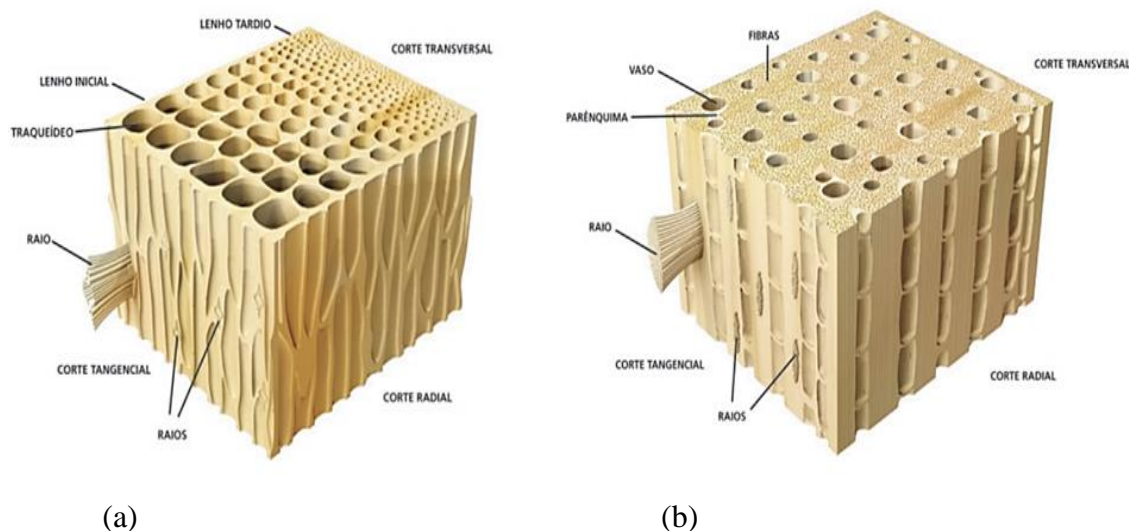 LENHO TARDIO
CORTE TRANSVERSAL
LENHO INICIAL
TRAQUEÍDEO
RAIO
CORTE TANGENCIAL
CORTE RADIAL
RAIOS
(a)
FIBRAS
CORTE TRANSVERSAL
VASO
PARÊNQUIMA
RAIO
CORTE TANGENCIAL
CORTE RADIAL
RAIOS
(b)